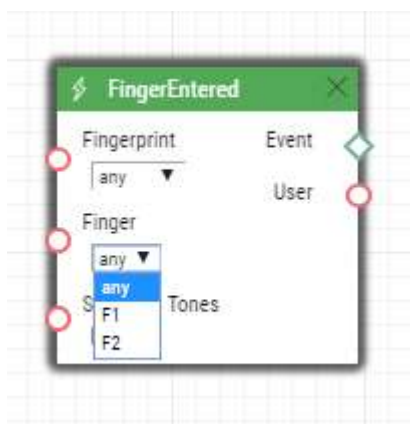 FingerEntered
Fingerprint Event
any
User
Finger
any
any
Tones
F1
F2